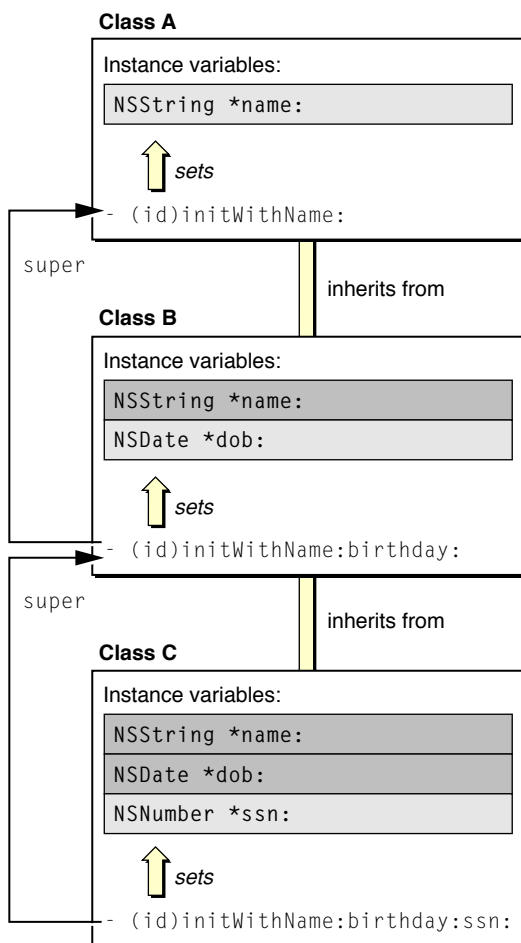 Class A
Instance variables:
NSString *name:
sets
- (id)initWithName:
super
inherits from
Class B
Instance variables:
NSString *name:
NSDate *dob:
sets
- (id)initWithName:birthday:
super
inherits from
Class C
Instance variables:
NSString *name:
NSDate *dob:
NSNumber *ssn:
sets
- (id)initWithName:birthday:ssn: